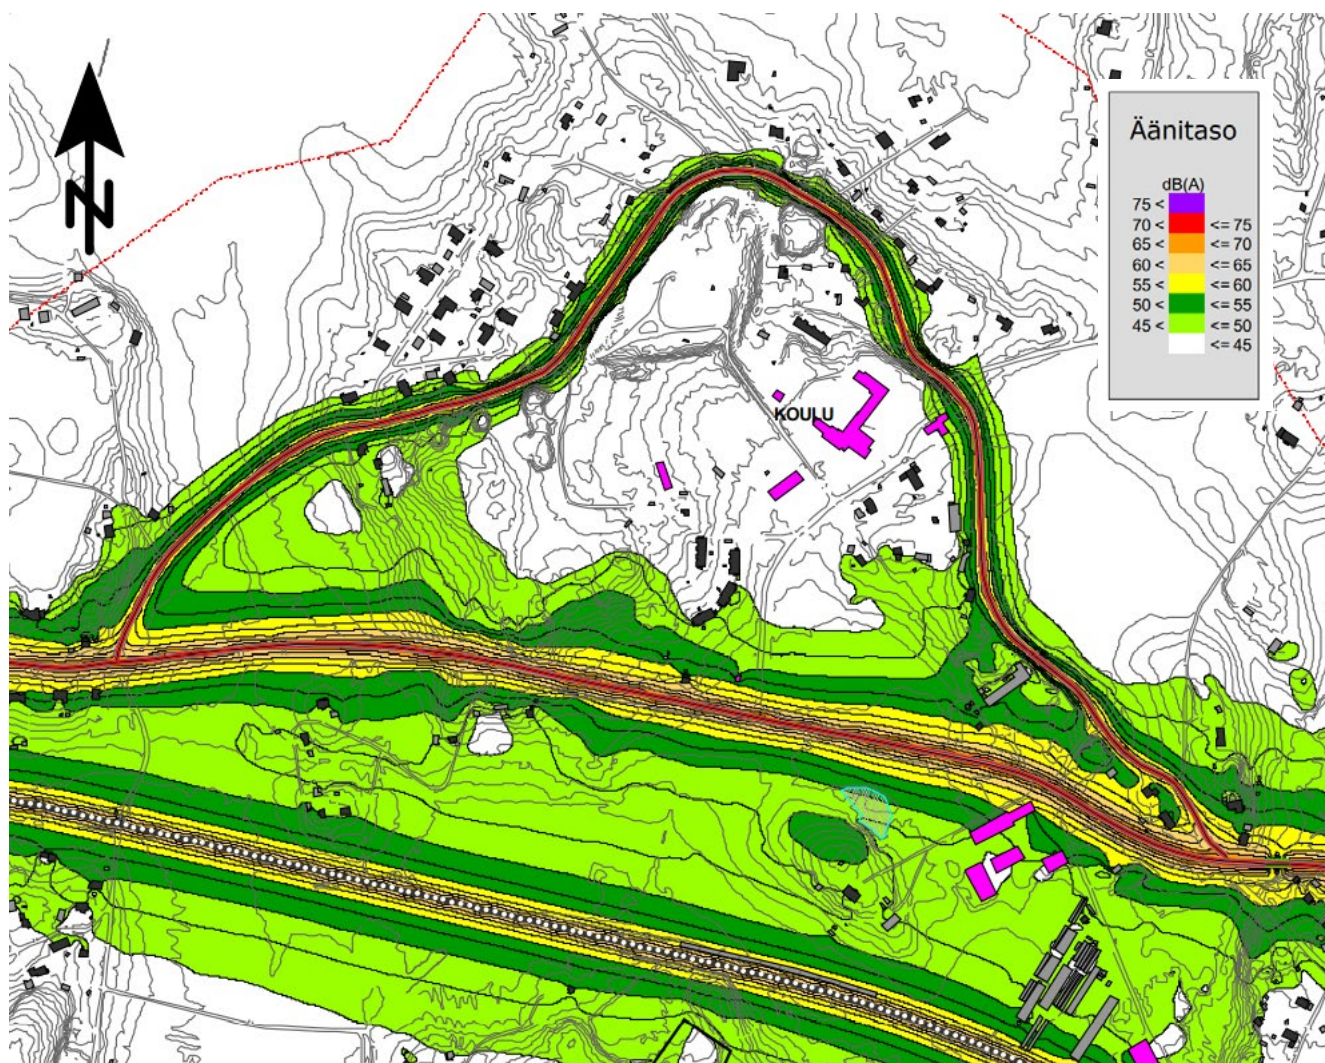 N
Äänitaso
dB(A)
75 <
70 < <= 75
65 < <= 70
60 < <= 65
55 < <= 60
50 < <= 55
45 < <= 50
<= 45
KOULU